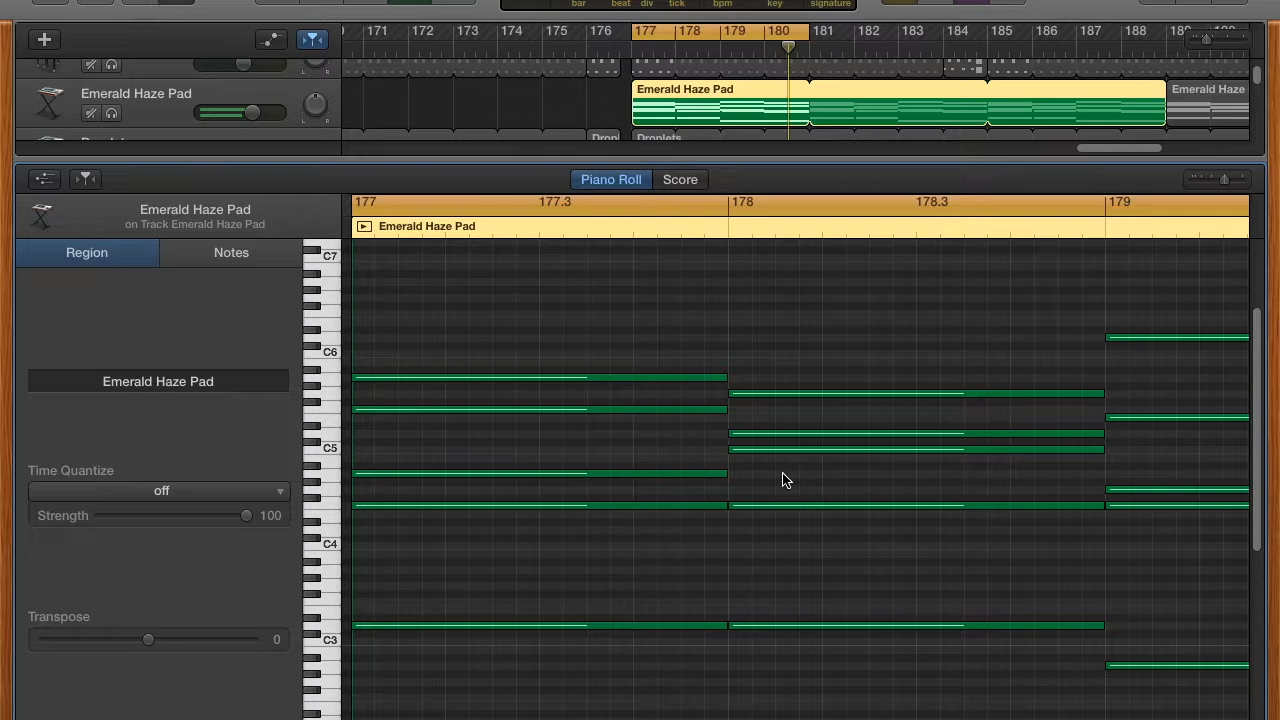 bar beat div tick bpm key signature
171 172 173 174 175 176 177 178 179 180 181 182 183 184 185 186 187 188
Emerald Haze Pad
Emerald Haze Pad
Emerald Haze
L R
Droplets
Piano Roll Score
Emerald Haze Pad
on Track Emerald Haze Pad
177 177.3 178 178.3 179
Emerald Haze Pad
Region Notes
C7
C6
Emerald Haze Pad
C5
Time Quantize
off
Strength 100
C4
Transpose
0
C3